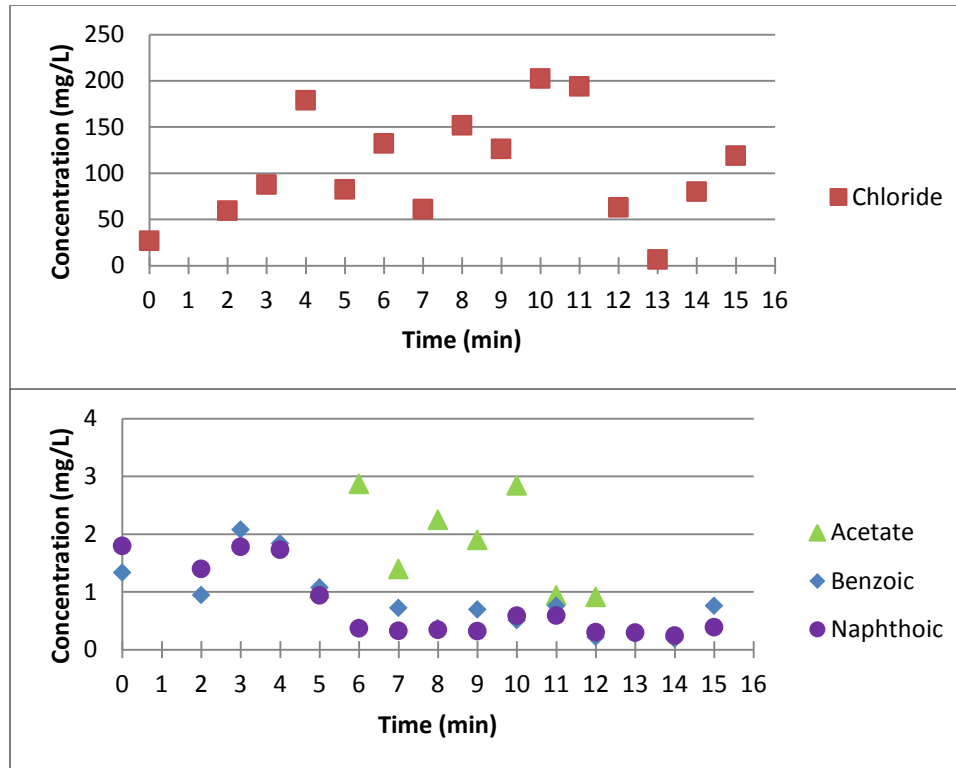 250
200
150
100
50
0
Concentration (mg/L)
0 1 2 3 4 5 6 7 8 9 10 11 12 13 14 15 16
Time (min)
Chloride
4
3
2
1
0
Concentration (mg/L)
0 1 2 3 4 5 6 7 8 9 10 11 12 13 14 15 16
Time (min)
Acetate
Benzoic
Naphthoic